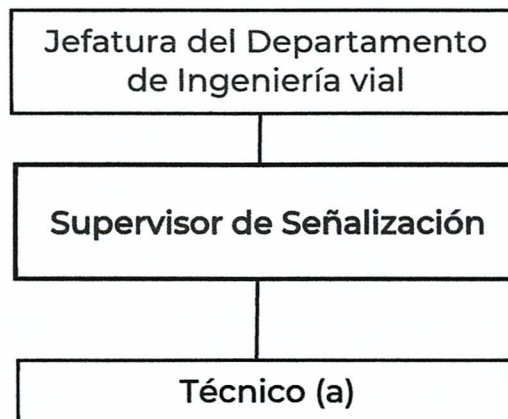 Jefatura del Departamento
de Ingeniería vial
Supervisor de Señalización
Técnico (a)